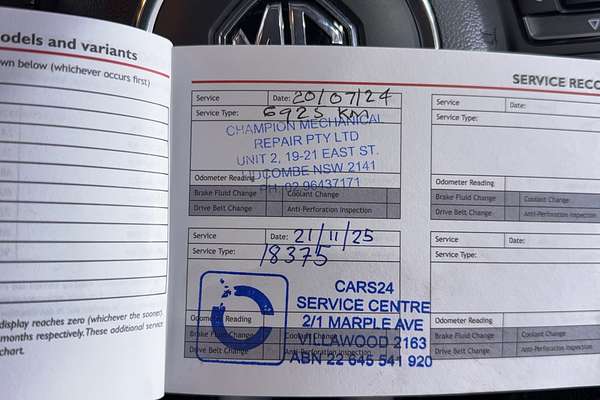 odels and variants
wn below (whichever occurs first)
display reaches zero (whichever the sooner)
months respectively. These additional service
chart.
SERVICE RECO
Service Date: 20/07/24
Service Type: 6925 KM
CHAMPION MECHANICAL
REPAIR PTY LTD
UNIT 2, 19-21 EAST ST.
LIDCOMBE NSW 2141
PH: 02 96437171
Odometer Reading
Brake Fluid Change Coolant Change
Drive Belt Change Anti-Perforation Inspection
Service Date:
Service Type:
Odometer Reading
Brake Fluid Change Coolant Change
Drive Belt Change Anti-Perforation Inspection
Service Date: 21/11/25
Service Type: 18375
CARS24
SERVICE CENTRE
2/1 MARPLE AVE
VILLAWOOD 2163
ABN 22 645 541 920
Odometer Reading
Brake Fluid Change Coolant Change
Drive Belt Change Anti-Perforation Inspection
Service Date:
Service Type:
Odometer Reading
Brake Fluid Change Coolant Change
Drive Belt Change Anti-Perforation Inspection